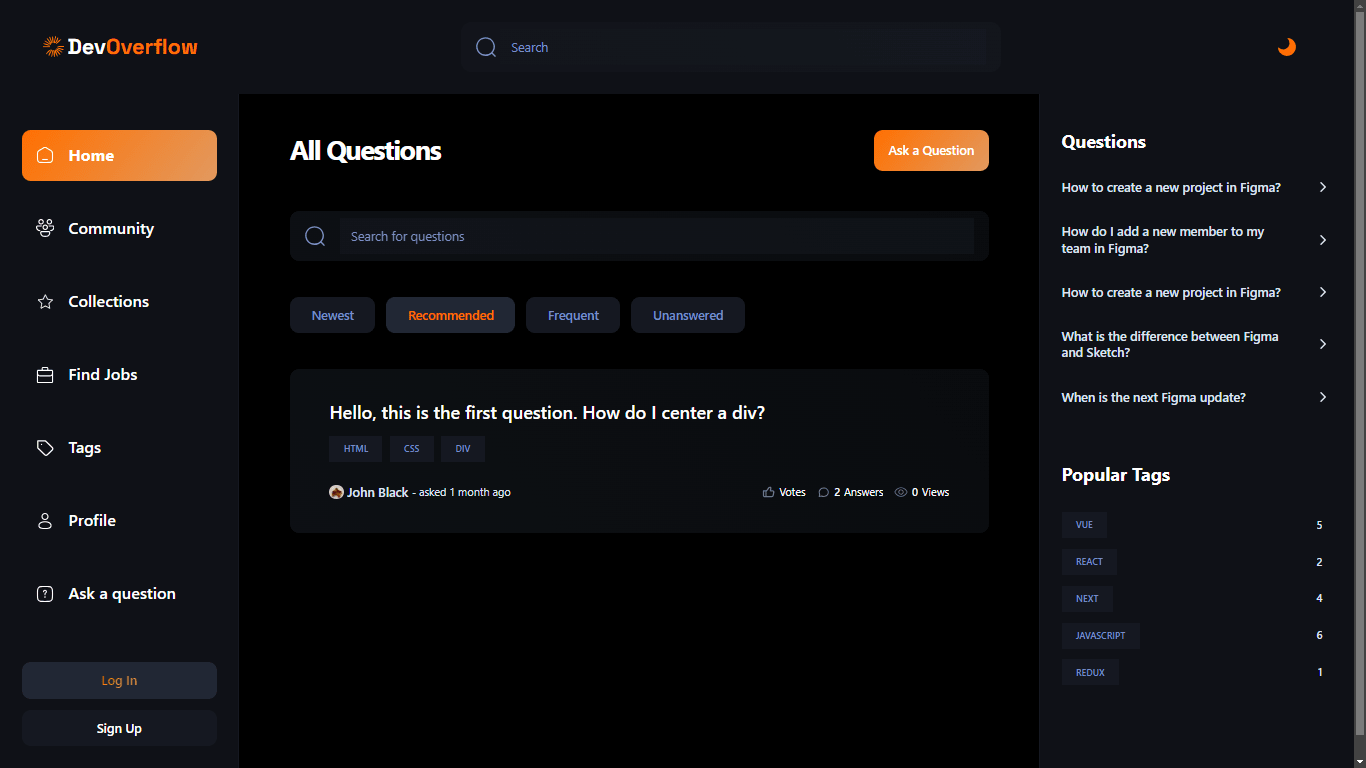 DevOverflow
Search
Home
Community
Collections
Find Jobs
Tags
Profile
Ask a question
Log In
Sign Up
All Questions
Ask a Question
Search for questions
Newest
Recommended
Frequent
Unanswered
Hello, this is the first question. How do I center a div?
HTML
CSS
DIV
John Black - asked 1 month ago
Votes
2 Answers
0 Views
Questions
How to create a new project in Figma?
How do I add a new member to my
team in Figma?
How to create a new project in Figma?
What is the difference between Figma
and Sketch?
When is the next Figma update?
Popular Tags
VUE 5
REACT 2
NEXT 4
JAVASCRIPT 6
REDUX 1